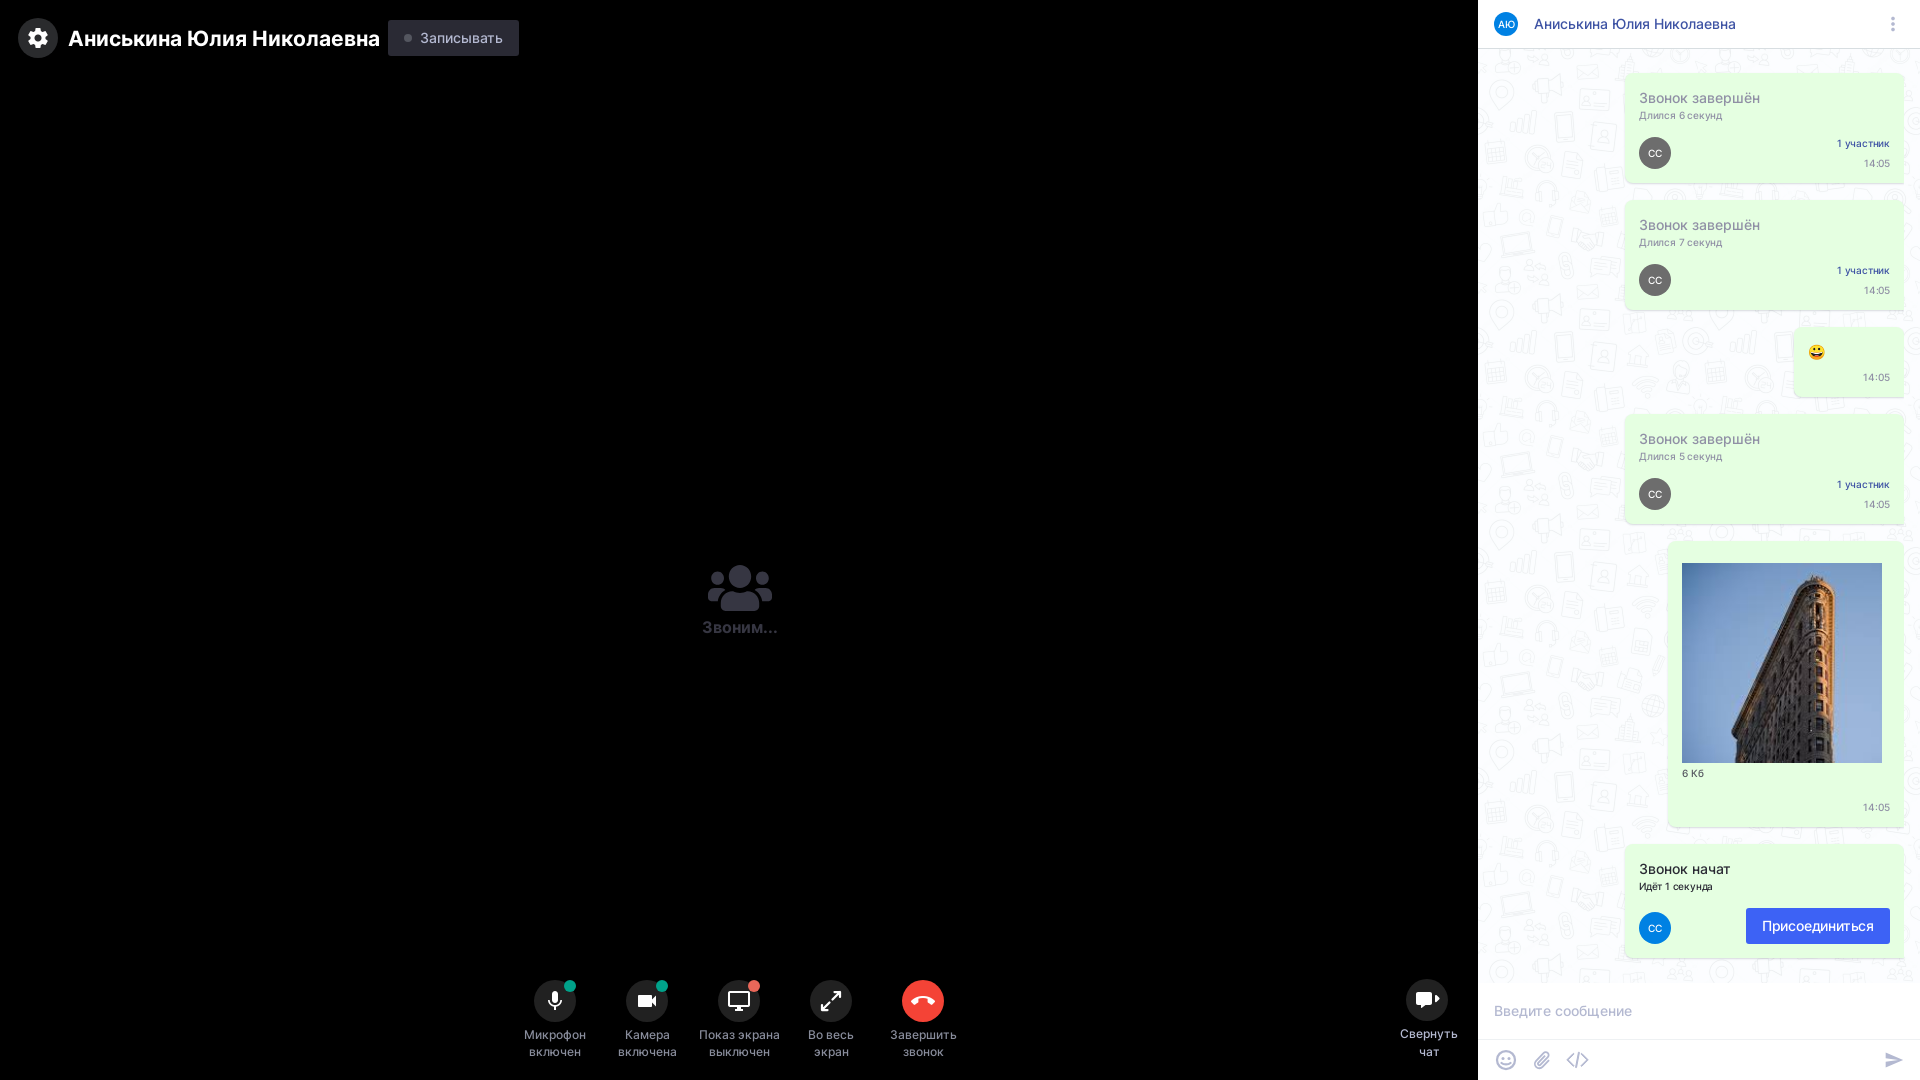 Аниськина Юлия Николаевна
Записывать
Звоним...
Микрофон
включен
Камера
включена
Показ экрана
выключен
Во весь
экран
Завершить
звонок
Свернуть
чат
АЮ
Аниськина Юлия Николаевна
Звонок завершён
Длился 6 секунд
СС
1 участник
14:05
Звонок завершён
Длился 7 секунд
СС
1 участник
14:05
😀
14:05
Звонок завершён
Длился 5 секунд
СС
1 участник
14:05
6 Кб
14:05
Звонок начат
Идёт 1 секунда
СС
Присоединиться
Введите сообщение